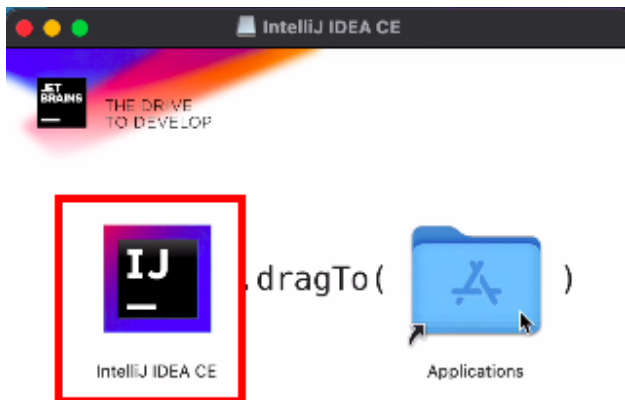 IntelliJ IDEA CE
JET
BRAINS
THE DRIVE
TO DEVELOP
IJ
.dragTo( )
IntelliJ IDEA CE
Applications